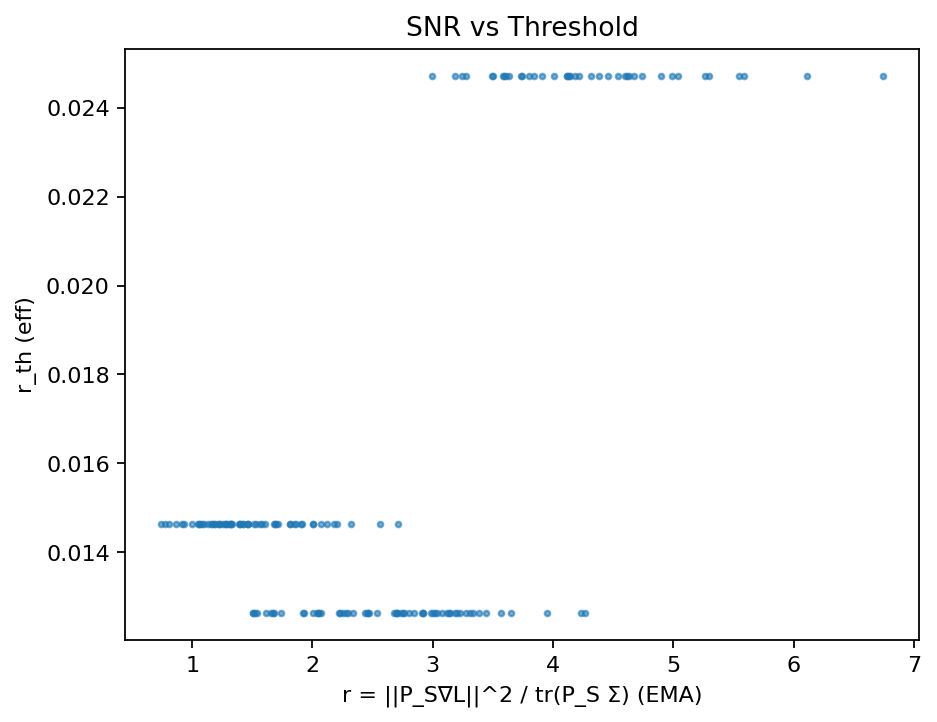 SNR vs Threshold
r_th (eff)
0.024
0.022
0.020
0.018
0.016
0.014
1 2 3 4 5 6 7
r = ||P_S∇L||^2 / tr(P_S Σ) (EMA)